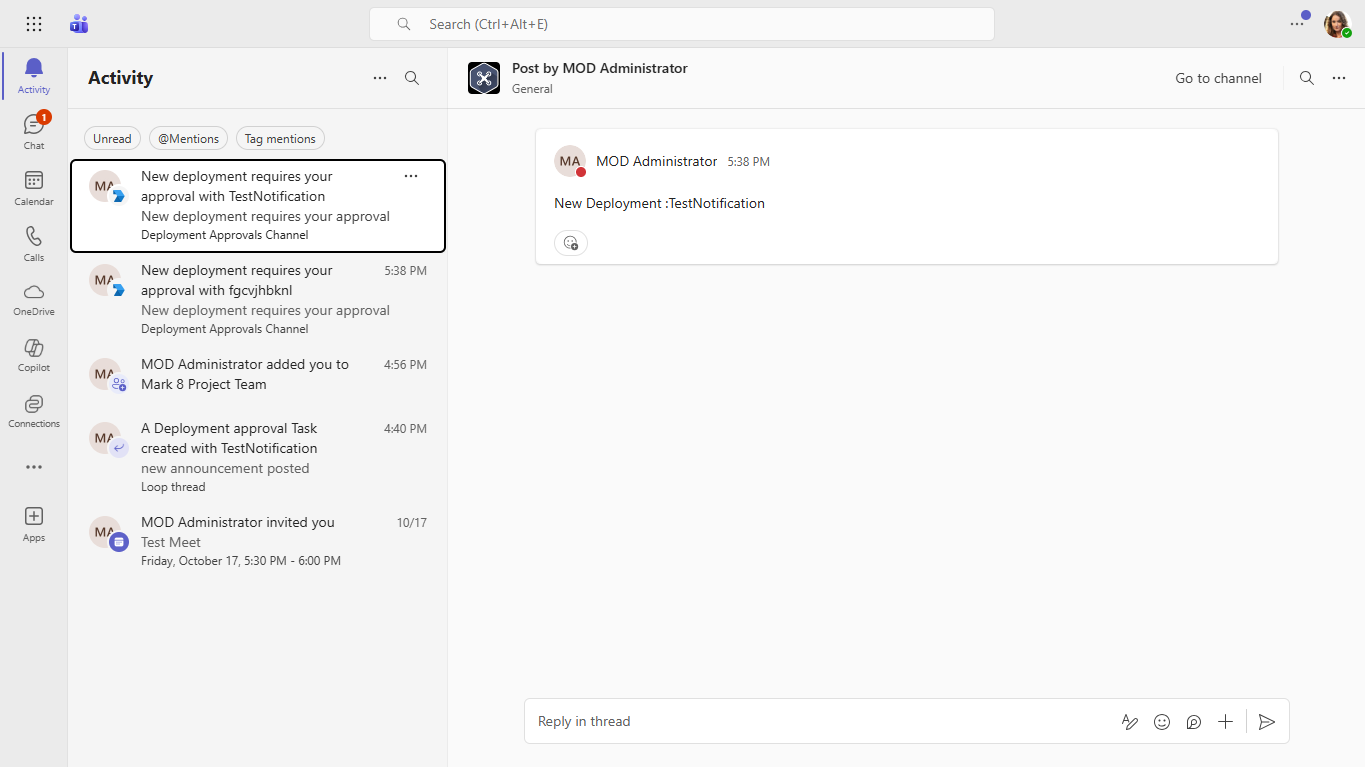 Search (Ctrl+Alt+E)
Activity
1
Chat
Calendar
Calls
OneDrive
Copilot
Connections
Apps
Activity
Unread
@Mentions
Tag mentions
MA
New deployment requires your
approval with TestNotification
New deployment requires your approval
Deployment Approvals Channel
MA
New deployment requires your
5:38 PM
approval with fgcvjhbknl
New deployment requires your approval
Deployment Approvals Channel
MA
MOD Administrator added you to
4:56 PM
Mark 8 Project Team
MA
A Deployment approval Task
4:40 PM
created with TestNotification
new announcement posted
Loop thread
MA
MOD Administrator invited you
10/17
Test Meet
Friday, October 17, 5:30 PM - 6:00 PM
Post by MOD Administrator
General
Go to channel
MA
MOD Administrator 5:38 PM
New Deployment :TestNotification
Reply in thread